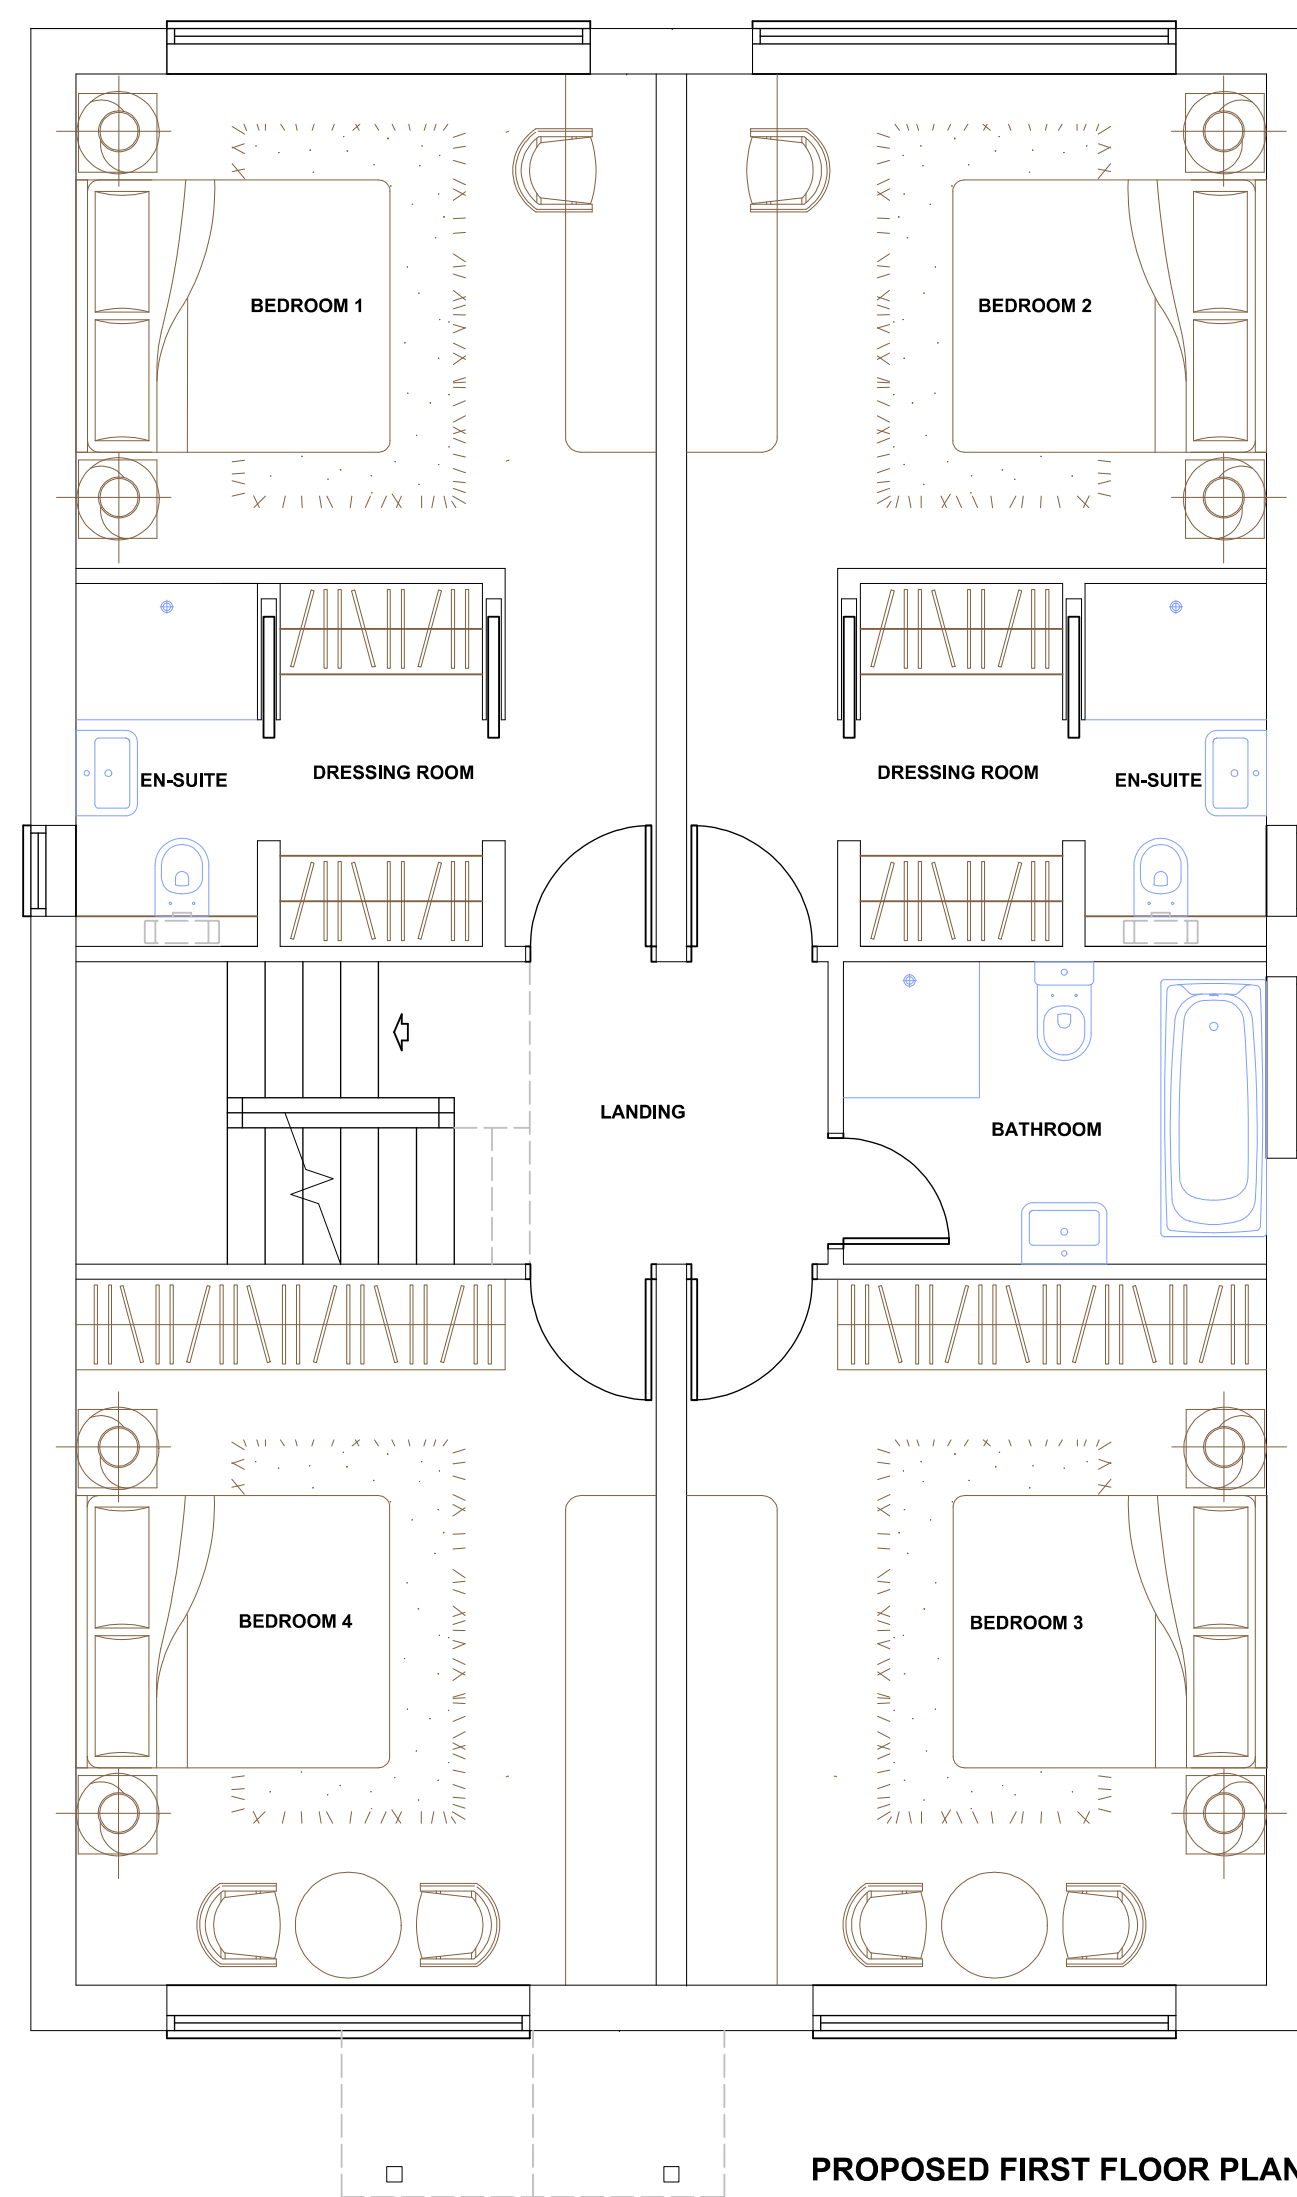 BEDROOM 1
BEDROOM 2
EN-SUITE
DRESSING ROOM
DRESSING ROOM
EN-SUITE
LANDING
BATHROOM
BEDROOM 4
BEDROOM 3
PROPOSED FIRST FLOOR PLAN